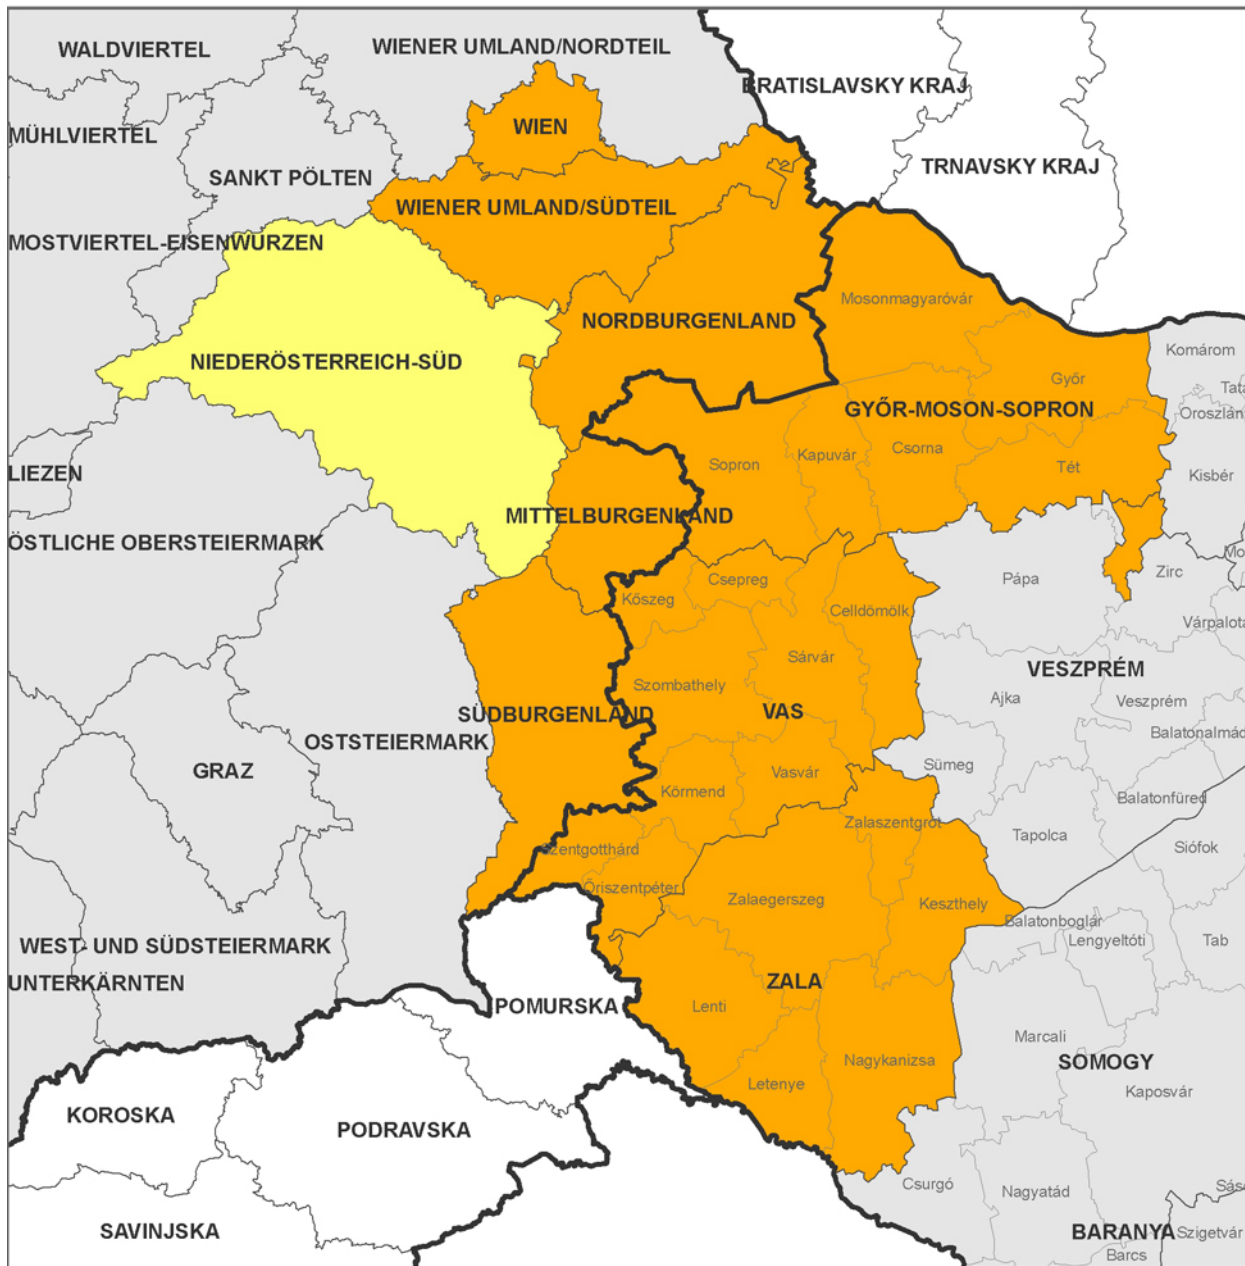 WALDVIERTEL
WIENER UMLAND/NORDTEIL
BRATISLAVSKY KRAJ
MÜHLVIERTEL
WIEN
TRNAVSKY KRAJ
SANKT PÖLTEN
WIENER UMLAND/SÜDTEIL
MOSTVIERTEL-EISENWURZEN
Mosonmagyaróvár
NORDBURGENLAND
Komárom
NIEDERÖSTERREICH-SÜD
Győr
Tata
GYŐR-MOSON-SOPRON
Oroszlán
Csorna
Kapuvár
Sopron
Tét
LIEZEN
Kisbér
MITTELBURGENLAND
ÖSTLICHE OBERSTEIERMARK
Mo
Zirc
Pápa
Csepreg
Kőszeg
Celldömölk
Várpalota
Sárvár
VESZPRÉM
Szombathely
Ajka
Veszprém
SÜDBURGENLAND
VAS
Balatonalmád
OSTSTEIERMARK
GRAZ
Sümeg
Vasvár
Körmend
Balatonfüred
Zalaszentgrót
Tapolca
Szentgotthárd
Siófok
Őriszentpéter
Zalaegerszeg
Keszthely
Balatonboglár
Lengyeltóti
Tab
WEST- UND SÜDSTEIERMARK
UNTERKÄRNTEN
ZALA
POMURSKA
Lenti
Marcali
Nagykanizsa
SOMOGY
Letenye
Kaposvár
KOROSKA
PODRAVSKA
Csurgó
Nagyatád
Sás
SAVINJSKA
BARANYA
Szigetvár
Barcs